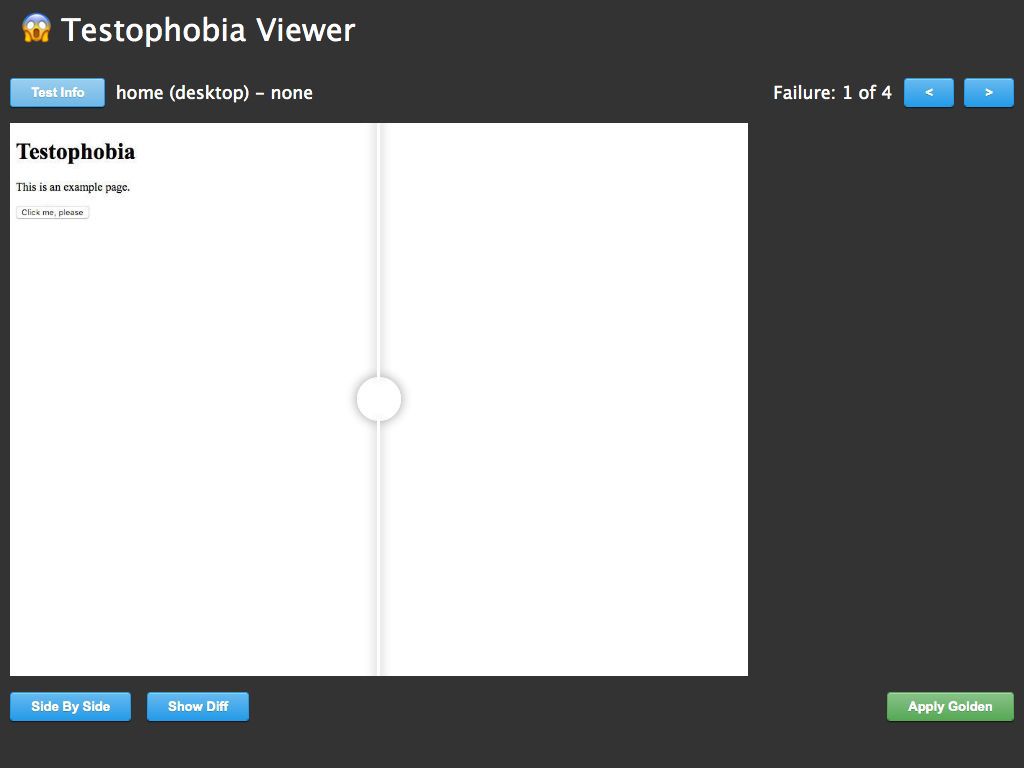 😱 Testophobia Viewer
Test Info home (desktop) – none Failure: 1 of 4 < >
Testophobia
This is an example page.
Click me, please
Side By Side Show Diff Apply Golden